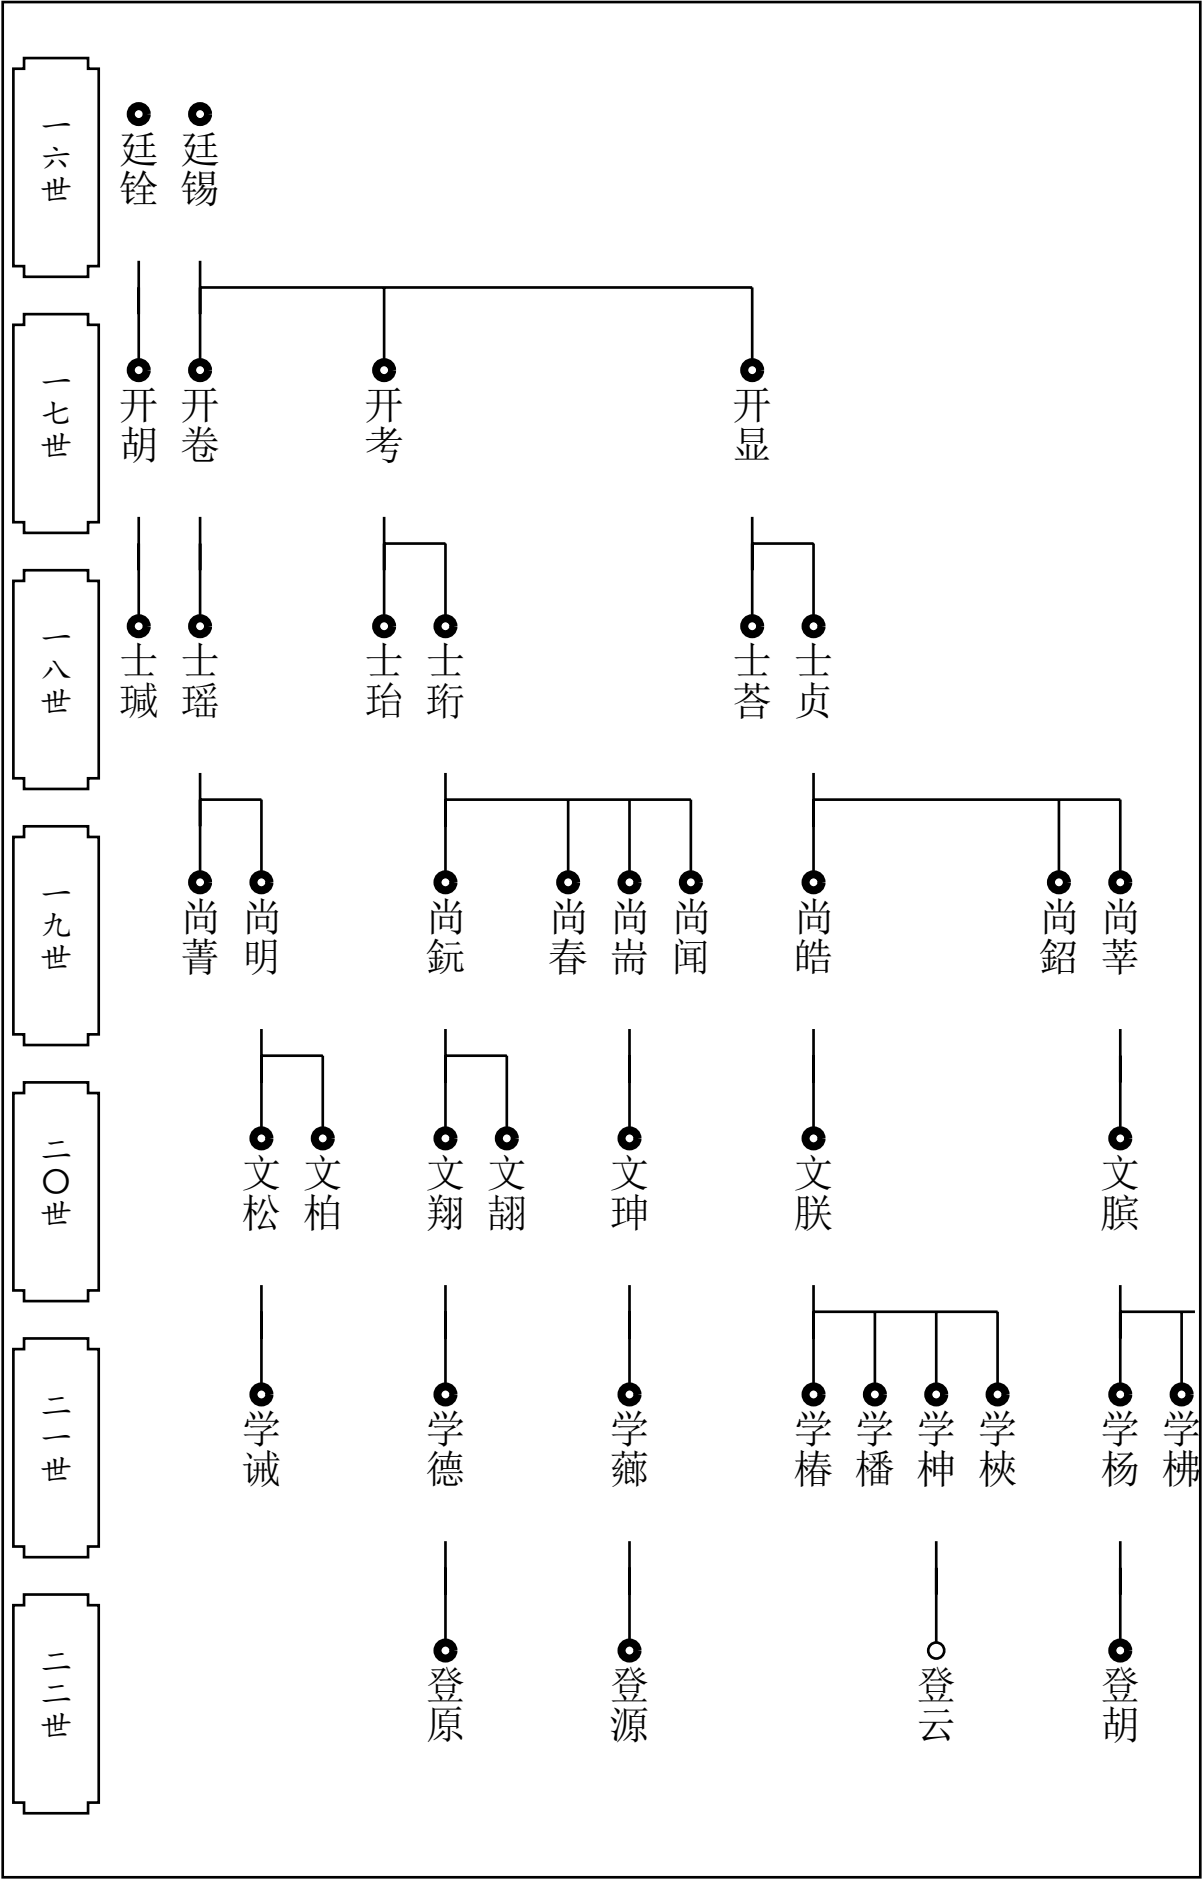 一六世
廷铨
廷锡
一七世
开胡
开卷
开考
开显
一八世
士瑊
士瑶
士珆
士珩
士荅
士贞
一九世
尚菁
尚明
尚鈨
尚春
尚耑
尚闻
尚皓
尚鉊
尚莘
二〇世
文松
文柏
文翔
文翓
文珅
文朕
文膑
二一世
学诚
学德
学薌
学椿
学橎
学柛
学梜
学杨
学梻
二二世
登原
登源
登云
登胡